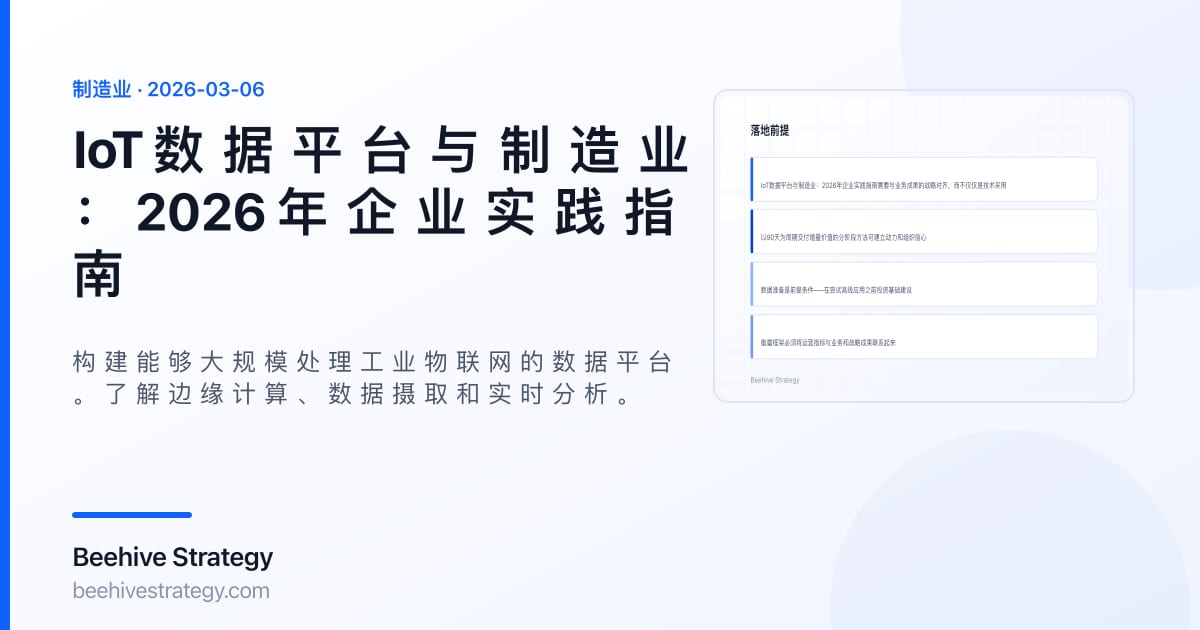 制造业 · 2026-03-06
IoT数据平台与制造业
：2026年企业实践指
南
构建能够大规模处理工业物联网的数据平台
。了解边缘计算、数据摄取和实时分析。
Beehive Strategy
beehivestrategy.com
落地前提
IoT数据平台与制造业：2026年企业实践指南需要与业务成果的战略对齐，而不仅仅是技术采用
以90天为周期交付增量价值的分阶段方法可建立动力和组织信心
数据准备是前提条件——在尝试高级应用之前投资基础建设
衡量框架必须将运营指标与业务和战略成果联系起来
Beehive Strategy